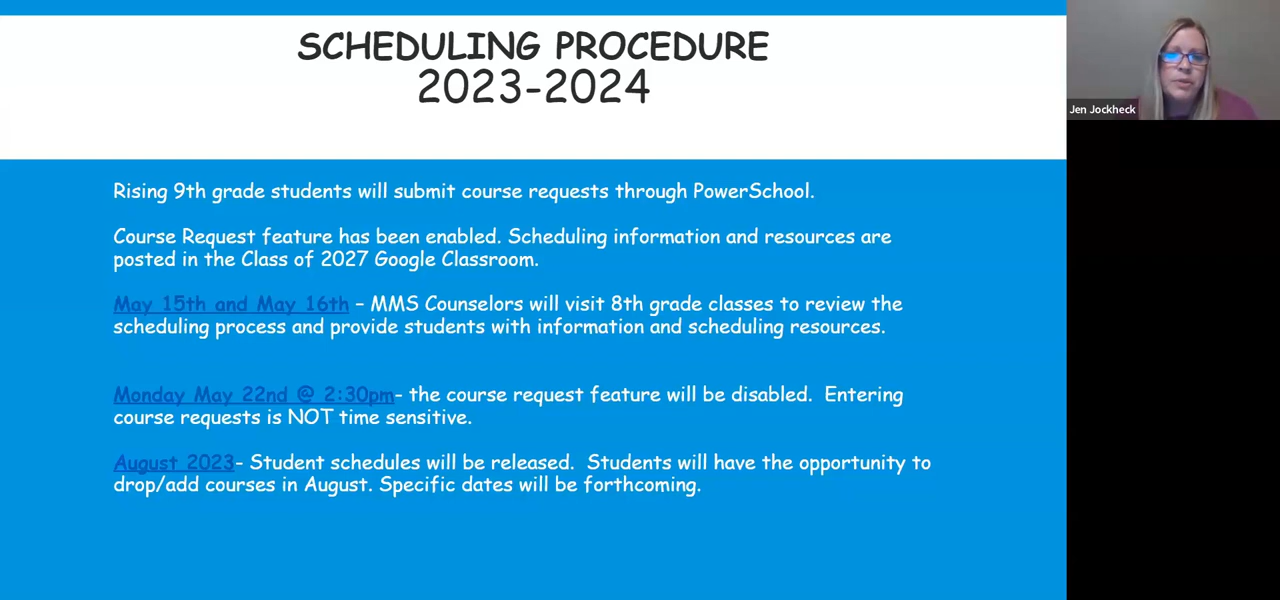 SCHEDULING PROCEDURE
2023-2024
Jen Jockheck
Rising 9th grade students will submit course requests through PowerSchool.
Course Request feature has been enabled. Scheduling information and resources are
posted in the Class of 2027 Google Classroom.
May 15th and May 16th – MMS Counselors will visit 8th grade classes to review the
scheduling process and provide students with information and scheduling resources.
Monday May 22nd @ 2:30pm- the course request feature will be disabled.  Entering
course requests is NOT time sensitive.
August 2023- Student schedules will be released.  Students will have the opportunity to
drop/add courses in August. Specific dates will be forthcoming.